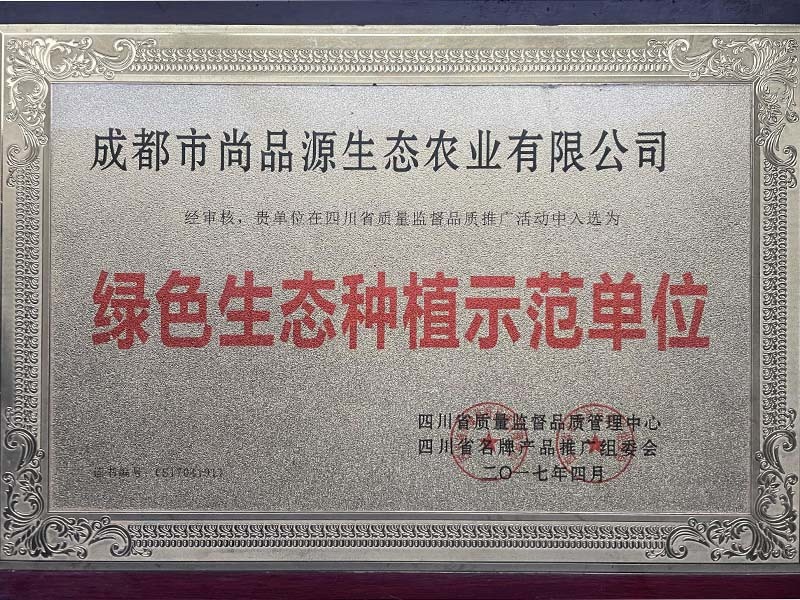 成都市尚品源生态农业有限公司
经审核，贵单位在四川省质量监督品质推广活动中入选为
绿色生态种植示范单位
四川省质量监督品质管理中心
四川省名牌产品推广组委会
二〇一七年四月
证书编号